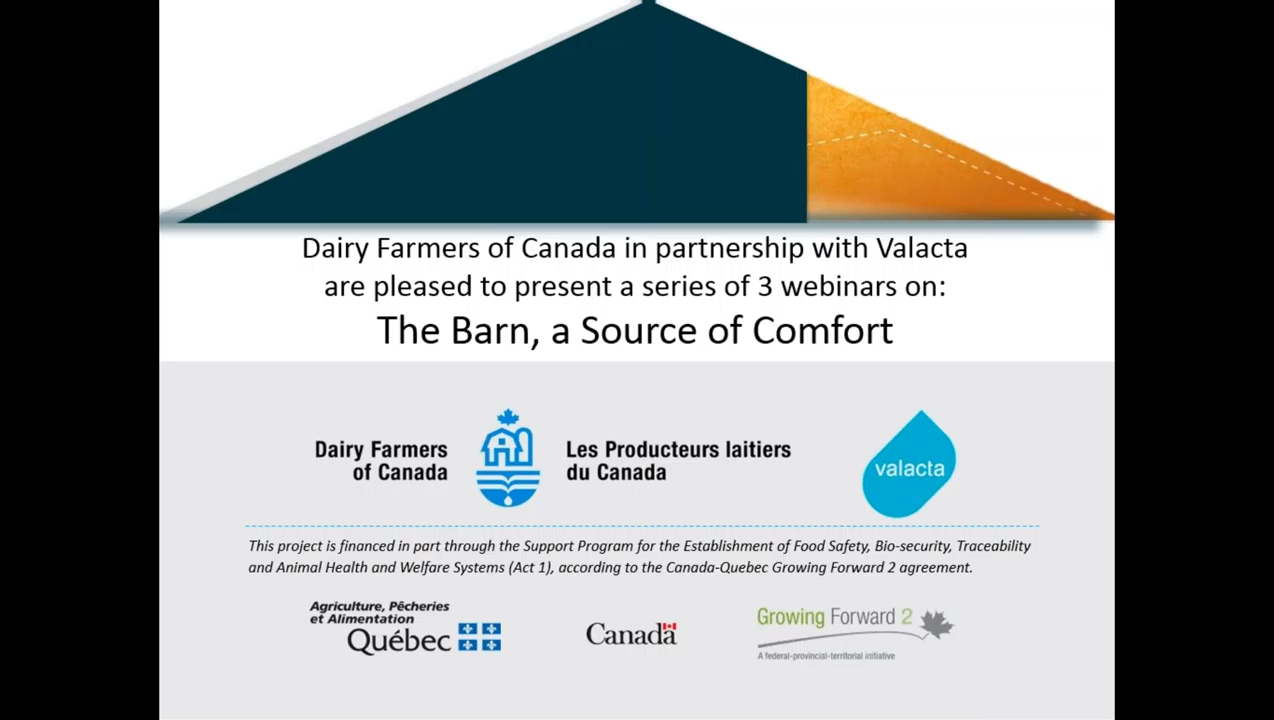 Dairy Farmers of Canada in partnership with Valacta
are pleased to present a series of 3 webinars on:
The Barn, a Source of Comfort
Dairy Farmers
of Canada
Les Producteurs laitiers
du Canada
valacta
This project is financed in part through the Support Program for the Establishment of Food Safety, Bio-security, Traceability
and Animal Health and Welfare Systems (Act 1), according to the Canada-Quebec Growing Forward 2 agreement.
Agriculture, Pêcheries
et Alimentation
Québec
Canada
Growing Forward 2
A federal-provincial-territorial initiative